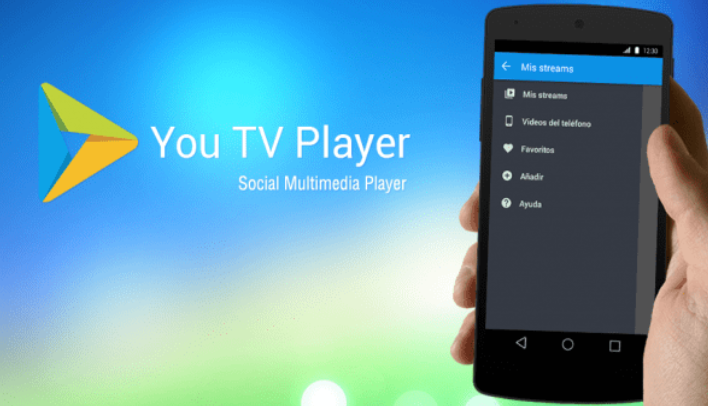 You TV Player
Social Multimedia Player
12:30
Mis streams
Mis streams
Videos del teléfono
Favoritos
Añadir
Ayuda